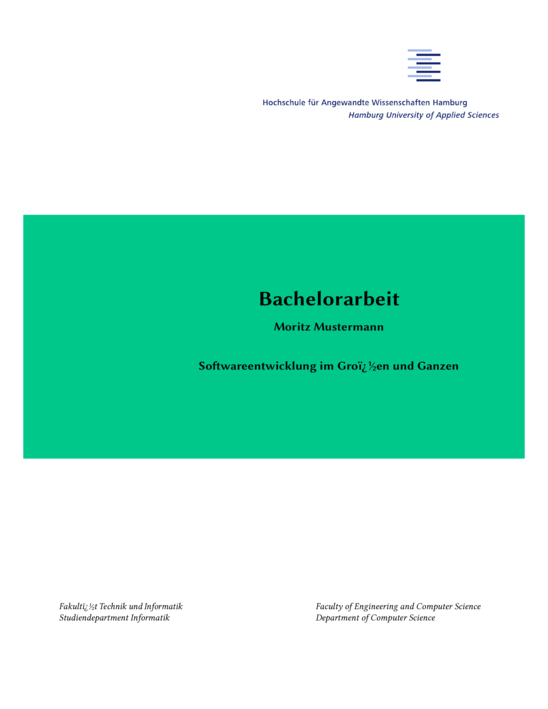 Hochschule für Angewandte Wissenschaften Hamburg
Hamburg University of Applied Sciences
Bachelorarbeit
Moritz Mustermann
Softwareentwicklung im Groï¿½en und Ganzen
Fakultï¿½t Technik und Informatik
Studiendepartment Informatik
Faculty of Engineering and Computer Science
Department of Computer Science